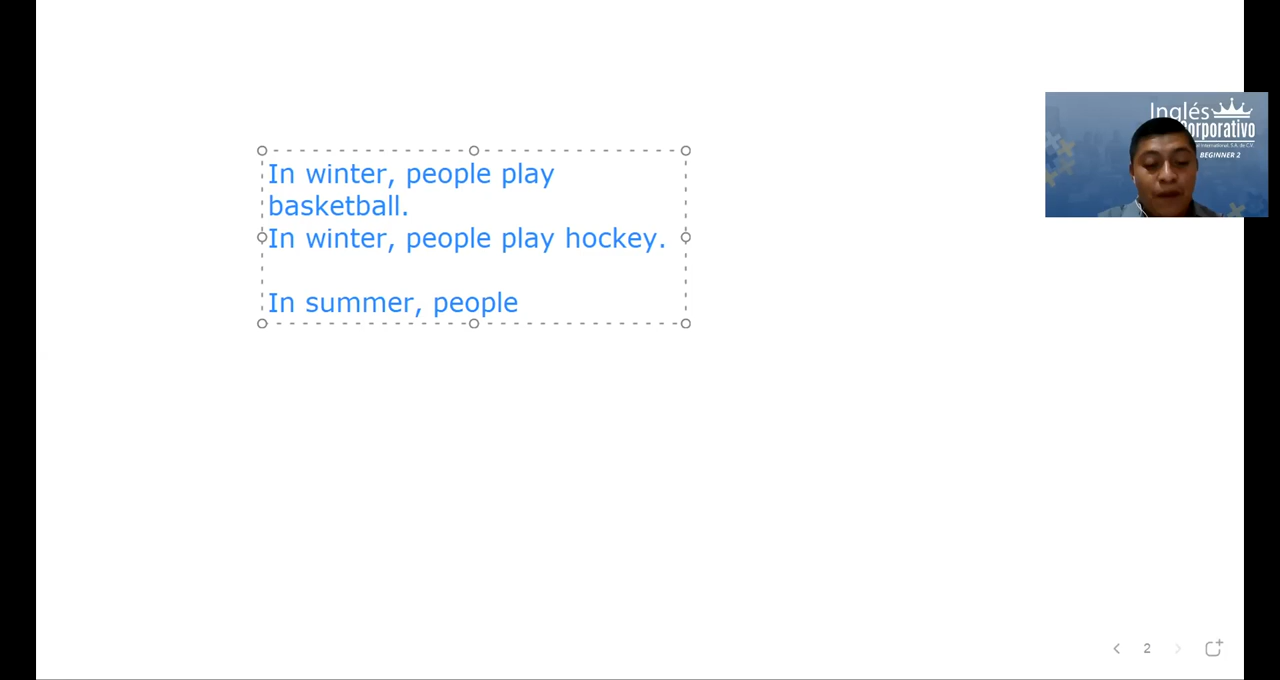 In winter, people play
basketball.
In winter, people play hockey.
In summer, people
Inglés
Corporativo
BEGINNER 2
2